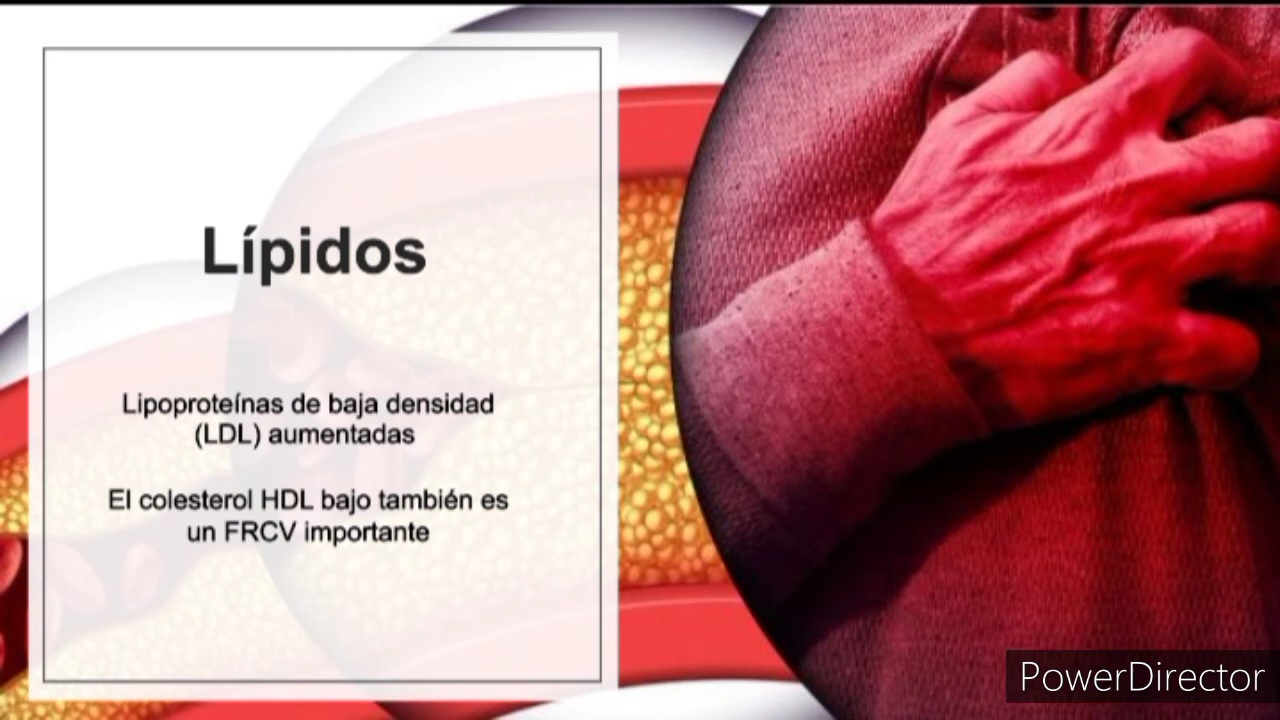 Lípidos
Lipoproteínas de baja densidad
(LDL) aumentadas
El colesterol HDL bajo también es
un FRCV importante
PowerDirector